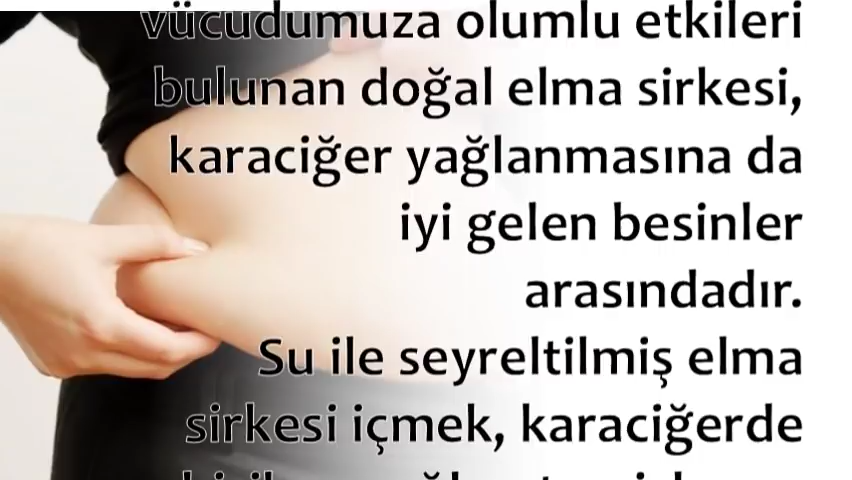 vücudumuza olumlu etkileri
bulunan doğal elma sirkesi,
karaciğer yağlanmasına da
iyi gelen besinler
arasındadır.
Su ile seyreltilmiş elma
sirkesi içmek, karaciğerde